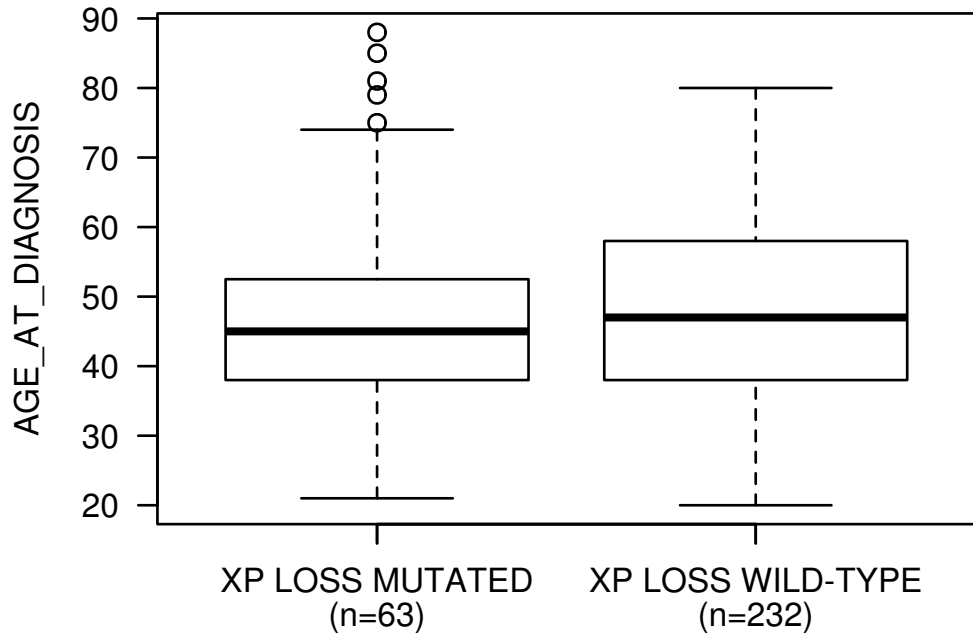 AGE_AT_DIAGNOSIS
90
80
70
60
50
40
30
20
XP LOSS MUTATED
(n=63)
XP LOSS WILD-TYPE
(n=232)